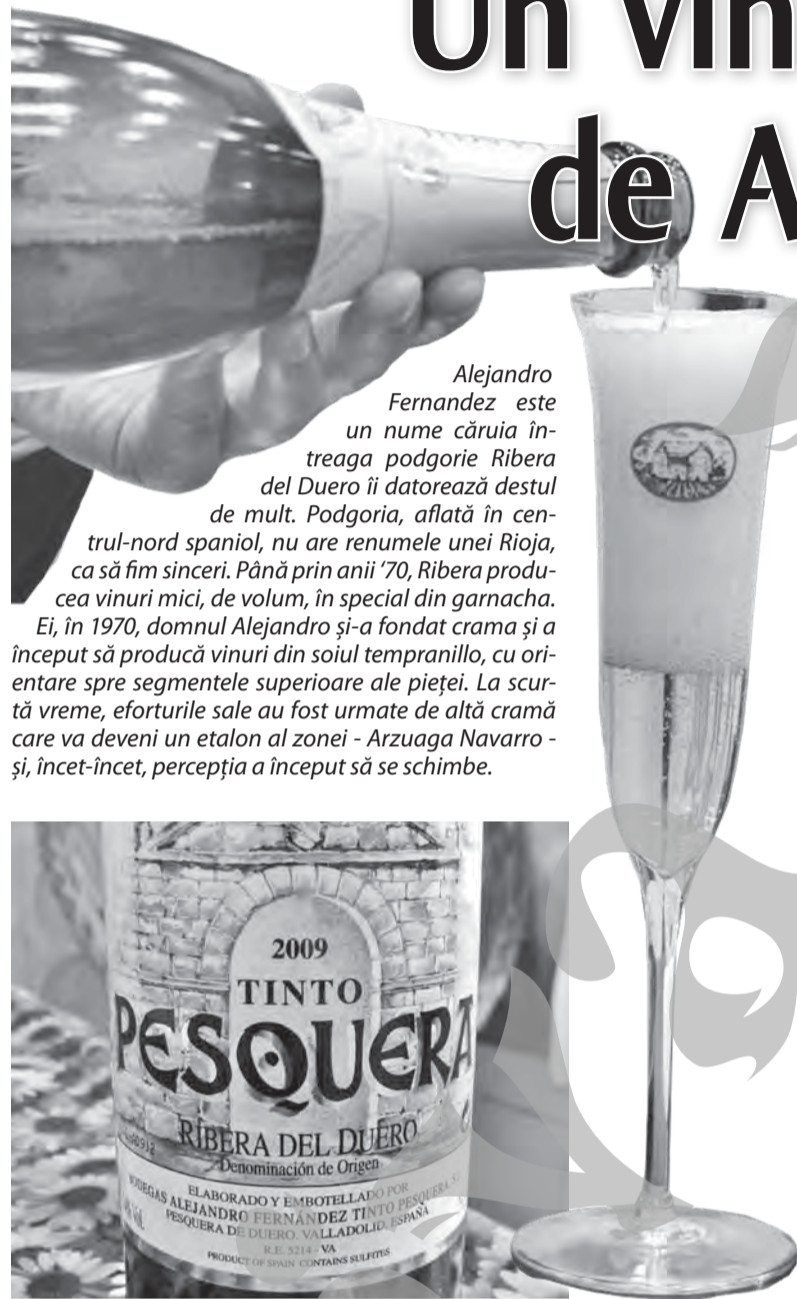 Un vin
de A
Alejandro
Fernandez este
un nume căruia în-
treaga podgorie Ribera
del Duero îi datorează destul
de mult. Podgoria, aflată în cen-
trul-nord spaniol, nu are renumele unei Rioja,
ca să fim sinceri. Până prin anii ‘70, Ribera produ-
cea vinuri mici, de volum, în special din garnacha.
Ei, în 1970, domnul Alejandro și-a fondat crama și a
început să producă vinuri din soiul tempranillo, cu ori-
entare spre segmentele superioare ale pieței. La scur-
tă vreme, eforturile sale au fost urmate de altă cramă
care va deveni un etalon al zonei - Arzuaga Navarro -
și, încet-încet, percepția a început să se schimbe.
2009
TINTO
PESQUERA
RIBERA DEL DUERO
Denominación de Origen
ELABORADO Y EMBOTELLADO POR
BODEGAS ALEJANDRO FERNÁNDEZ TINTO PESQUERA, S.L.
PESQUERA DE DUERO. VALLADOLID. ESPAÑA
R.E. 5214 - VA
PRODUCT OF SPAIN CONTAINS SULFITES